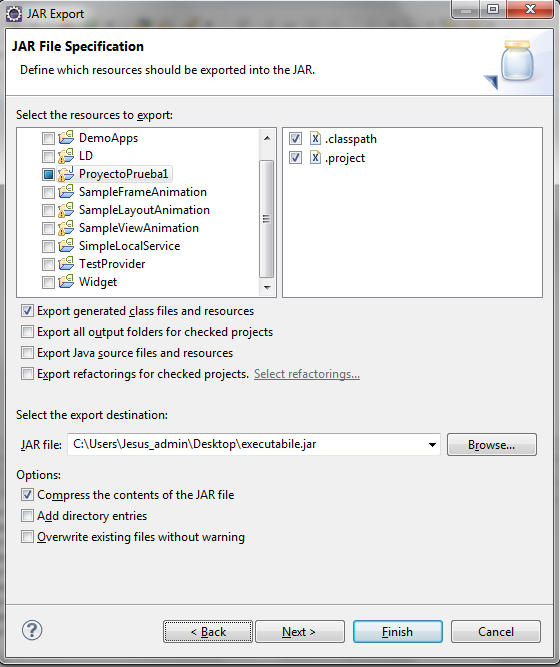 JAR Export
JAR File Specification
Define which resources should be exported into the JAR.
Select the resources to export:
DemoApps
LD
ProyectoPrueba1
SampleFrameAnimation
SampleLayoutAnimation
SampleViewAnimation
SimpleLocalService
TestProvider
Widget
.classpath
.project
Export generated class files and resources
Export all output folders for checked projects
Export Java source files and resources
Export refactorings for checked projects. Select refactorings...
Select the export destination:
JAR file: C:\Users\Jesus_admin\Desktop\executabile.jar Browse...
Options:
Compress the contents of the JAR file
Add directory entries
Overwrite existing files without warning
? < Back Next > Finish Cancel